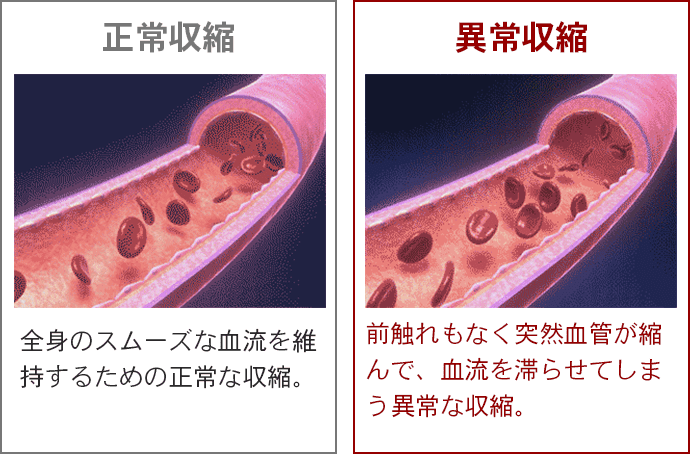 正常収縮
全身のスムーズな血流を維
持するための正常な収縮。
異常収縮
前触れもなく突然血管が縮
んで、血流を滞らせてしま
う異常な収縮。